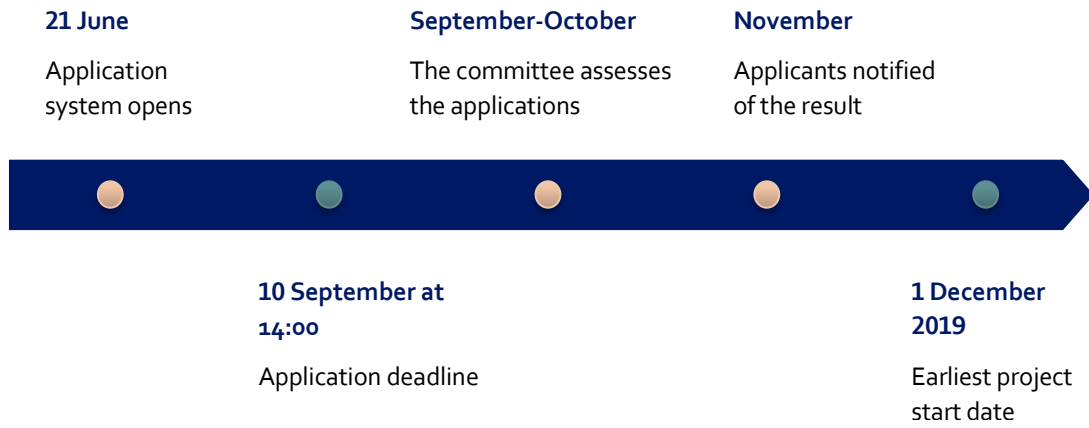 21 June
Application
system opens
September-October
The committee assesses
the applications
November
Applicants notified
of the result
10 September at
14:00
Application deadline
1 December
2019
Earliest project
start date